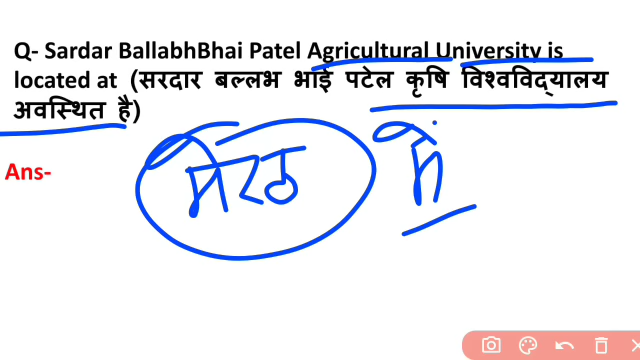 Q- Sardar BallabhBhai Patel Agricultural University is
located at (सरदार बल्लभ भाई पटेल कृषि विश्वविद्यालय
अवस्थित है)
Ans-
मेरठ में